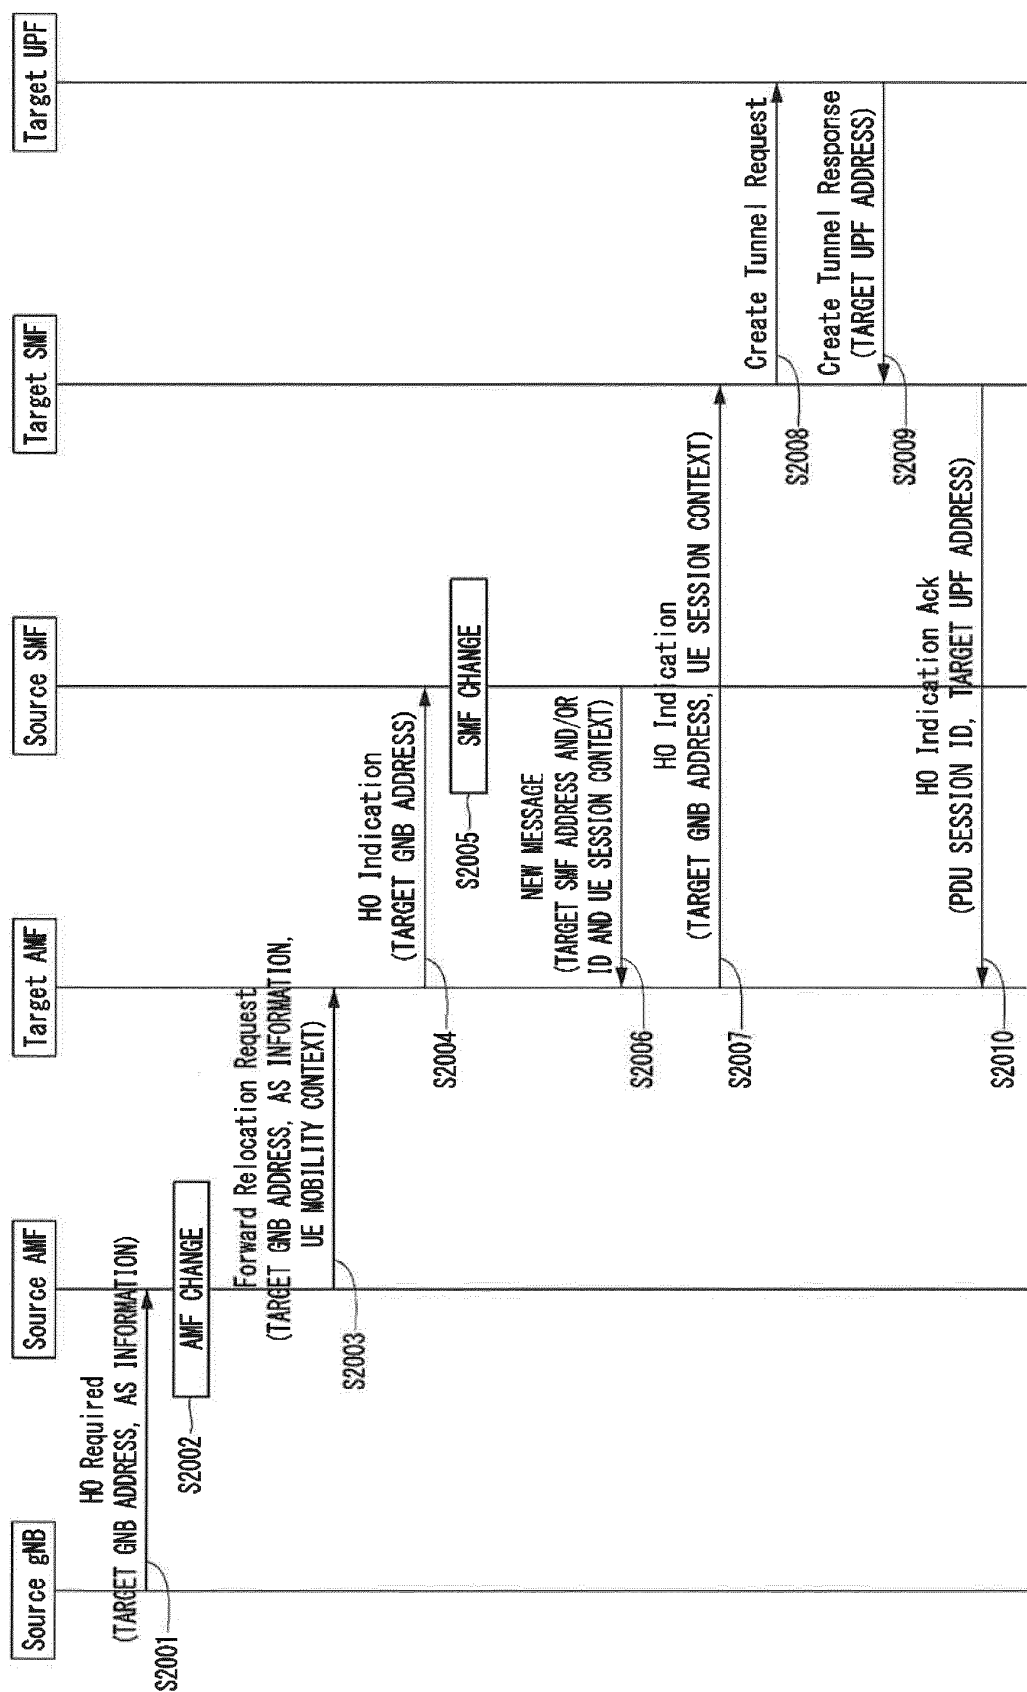 Source gNB
Source AMF
Target AMF
Source SMF
Target SMF
Target UPF
HO Required
(TARGET GNB ADDRESS, AS INFORMATION)
S2001
AMF CHANGE
S2002
Forward Relocation Request
(TARGET GNB ADDRESS, AS INFORMATION,
UE MOBILITY CONTEXT)
S2003
HO Indication
(TARGET GNB ADDRESS)
S2004
SMF CHANGE
S2005
NEW MESSAGE
(TARGET SMF ADDRESS AND/OR
ID AND UE SESSION CONTEXT)
S2006
HO Indication
(TARGET GNB ADDRESS, UE SESSION CONTEXT)
S2007
Create Tunnel Request
S2008
Create Tunnel Response
(TARGET UPF ADDRESS)
S2009
HO Indication Ack
(PDU SESSION ID, TARGET UPF ADDRESS)
S2010